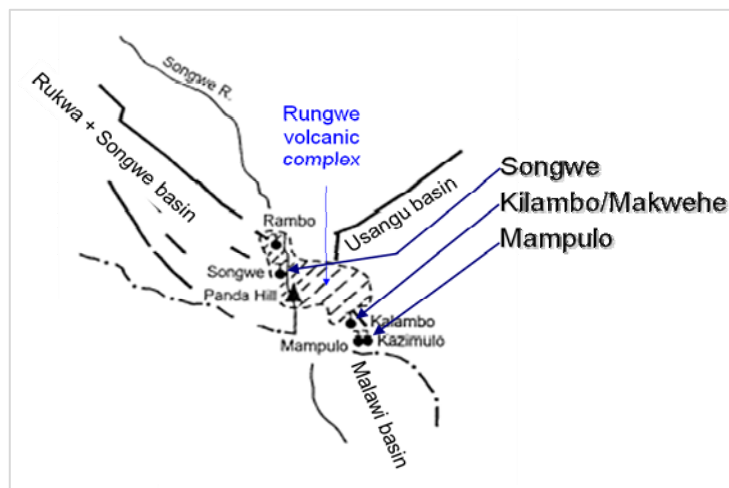 Songwe R.
Rukwa + Songwe basin
Rungwe
volcanic
complex
Usangu basin
Songwe
Kilambo/Makwehe
Mampulo
Rambo
Songwe
Panda Hill
Kalambo
Mampulo
Kazimulo
Malawi basin